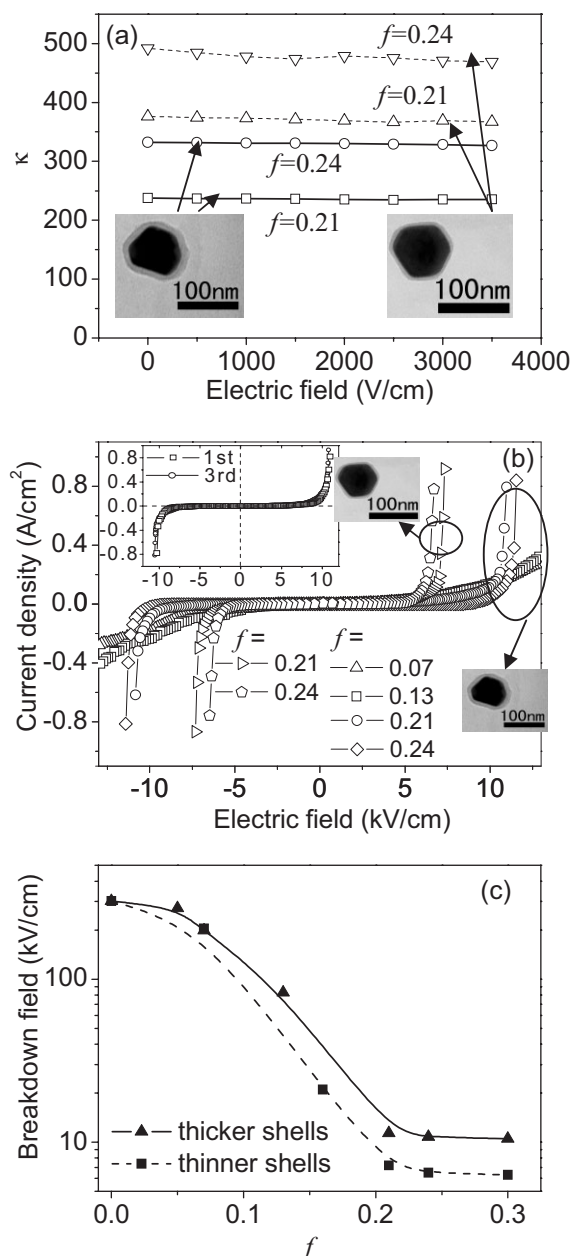 (a)
500
400
300
200
100
0
κ
f=0.24
f=0.21
f=0.24
f=0.21
100nm
100nm
0
1000
2000
3000
4000
Electric field (V/cm)
(b)
0.8
0.4
0.0
-0.4
-0.8
Current density (A/cm²)
0.8
0.4
0.0
-0.4
-0.8
1st
3rd
-10
-5
0
5
10
100nm
100nm
f =
0.21
0.24
f =
0.07
0.13
0.21
0.24
-10
-5
0
5
10
Electric field (kV/cm)
(c)
100
10
Breakdown field (kV/cm)
thicker shells
thinner shells
0.0
0.1
0.2
0.3
f